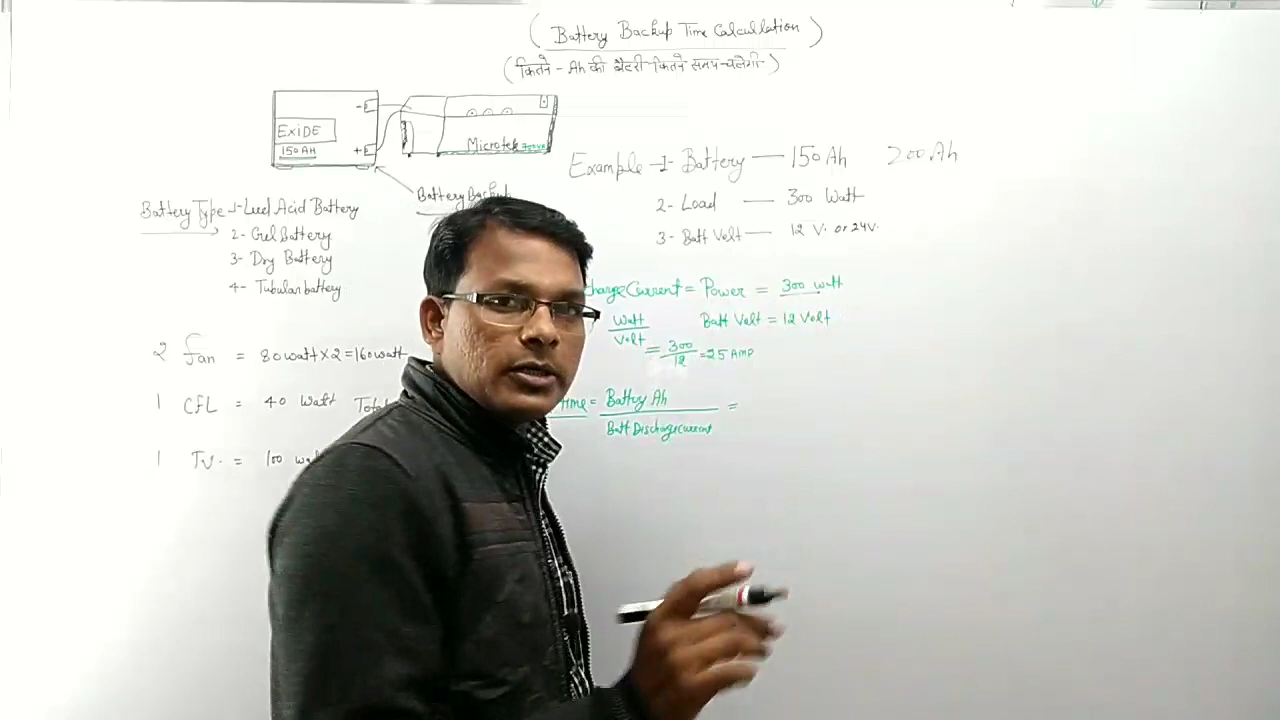 ( Battery Backup Time Calculation )
(कितने - Ah की बैटरी कितने समय चलेगी )
EXIDE
150 AH
-
+
Microtek 700VA
Battery Backup
Example -1- Battery — 150 Ah 200 Ah
2- Load — 300 Watt
3- Batt Volt — 12 V. or 24V.
Battery Type 1- Lead Acid Battery
2- Gel Battery
3- Dry Battery
4- Tubular battery
chargeCurrent = Power = 300 watt
Watt
Volt
Batt Volt = 12 Volt
= 300
12
= 25 AMP
2 Fan = 80 watt x 2 = 160 watt
1 CFL = 40 Watt Total
1 T.V. = 100 wa
Time = Battery Ah =
Batt Discharge current